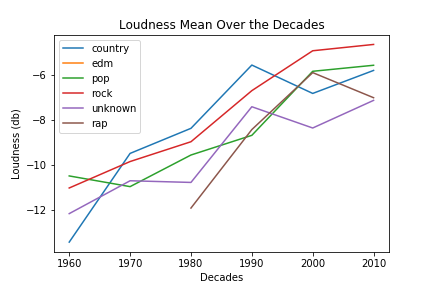 Loudness Mean Over the Decades
country
edm
pop
rock
unknown
rap
−6
−8
−10
−12
Loudness (db)
1960 1970 1980 1990 2000 2010
Decades